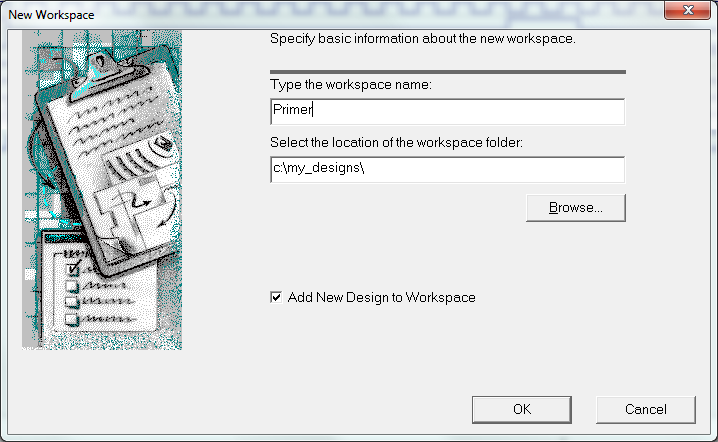 New Workspace
Specify basic information about the new workspace.
Type the workspace name:
Primer
Select the location of the workspace folder:
c:\my_designs\
Browse...
Add New Design to Workspace
OK
Cancel